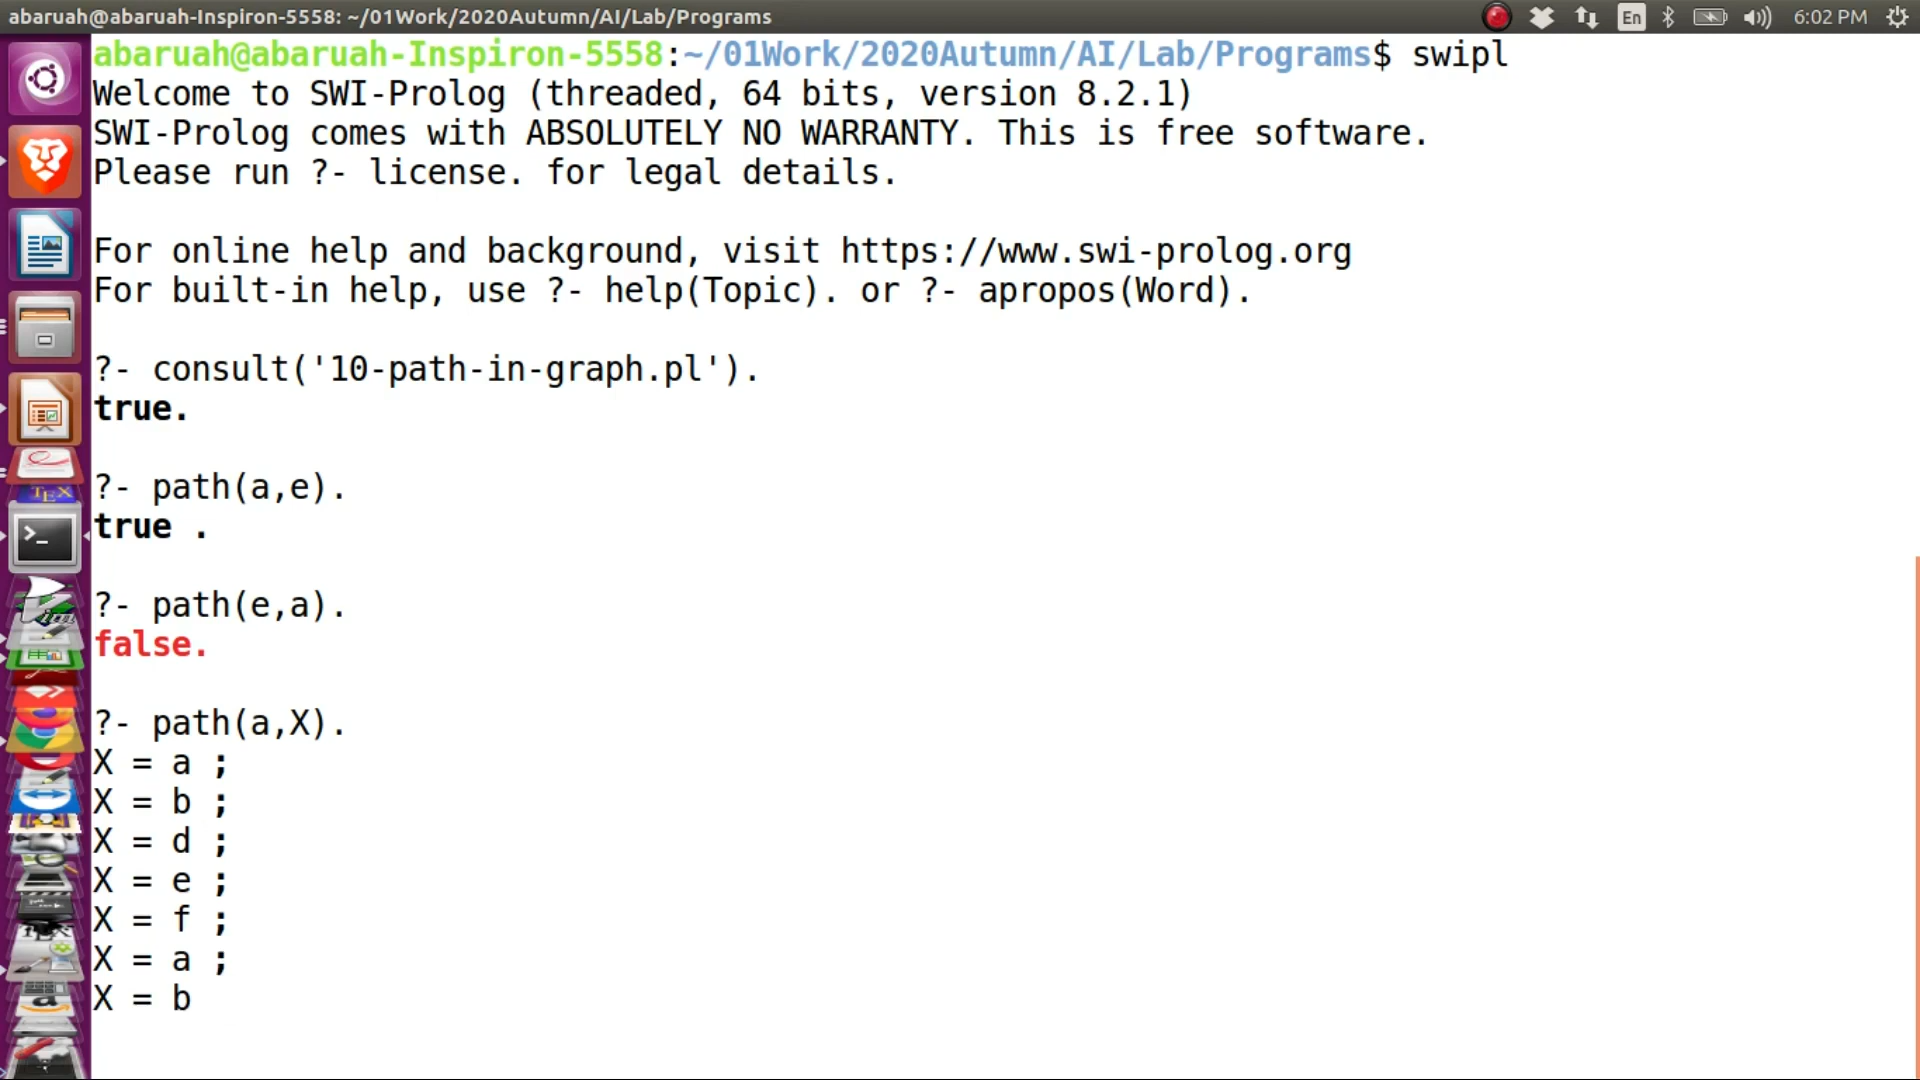 abaruah@abaruah-Inspiron-5558: ~/01Work/2020Autumn/AI/Lab/Programs
En
6:02 PM
abaruah@abaruah-Inspiron-5558:~/01Work/2020Autumn/AI/Lab/Programs$ swipl
Welcome to SWI-Prolog (threaded, 64 bits, version 8.2.1)
SWI-Prolog comes with ABSOLUTELY NO WARRANTY. This is free software.
Please run ?- license. for legal details.
For online help and background, visit https://www.swi-prolog.org
For built-in help, use ?- help(Topic). or ?- apropos(Word).
?- consult('10-path-in-graph.pl').
true.
?- path(a,e).
true .
?- path(e,a).
false.
?- path(a,X).
X = a ;
X = b ;
X = d ;
X = e ;
X = f ;
X = a ;
X = b
TEX